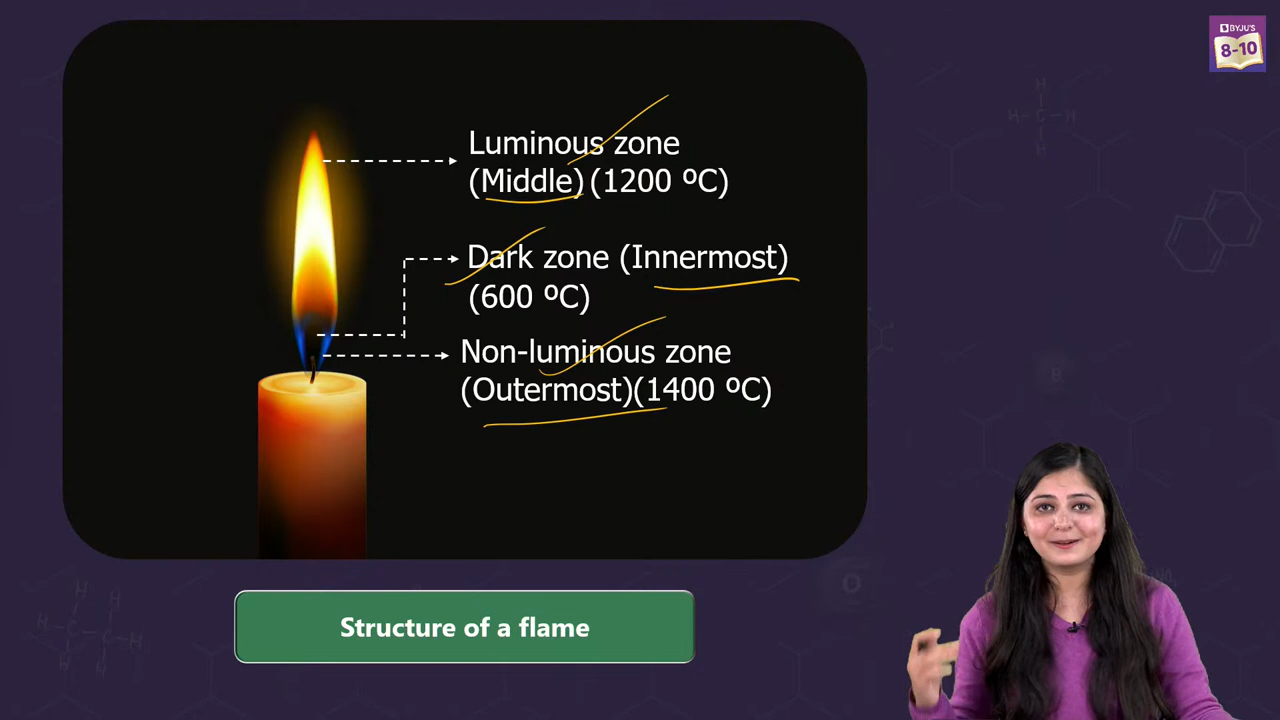 BYJU'S
8-10
Luminous zone
(Middle) (1200 ºC)
Dark zone (Innermost)
(600 ºC)
Non-luminous zone
(Outermost)(1400 ºC)
Structure of a flame
H
H
C
H
H
B
O
H
H
H
C
C
H
H
H